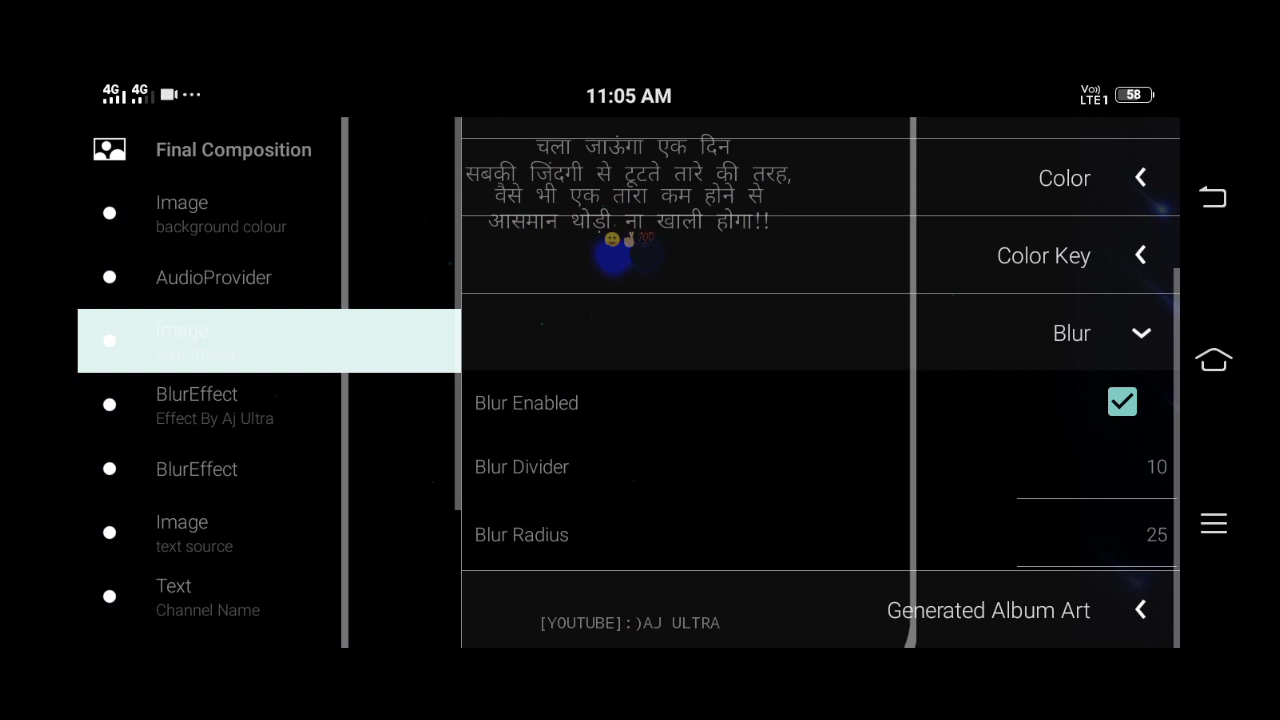 4G 4G
11:05 AM
Vo))
LTE 1
58
Final Composition
Image
background colour
AudioProvider
Image
your image
BlurEffect
Effect By Aj Ultra
BlurEffect
Image
text source
Text
Channel Name
चला जाऊंगा एक दिन
सबकी जिंदगी से टूटते तारे की तरह,
वैसे भी एक तारा कम होने से
आसमान थोड़ी ना खाली होगा!!
🙂🤞💯
Color
Color Key
Blur
Blur Enabled
Blur Divider
10
Blur Radius
25
Generated Album Art
[YOUTUBE]:)AJ ULTRA